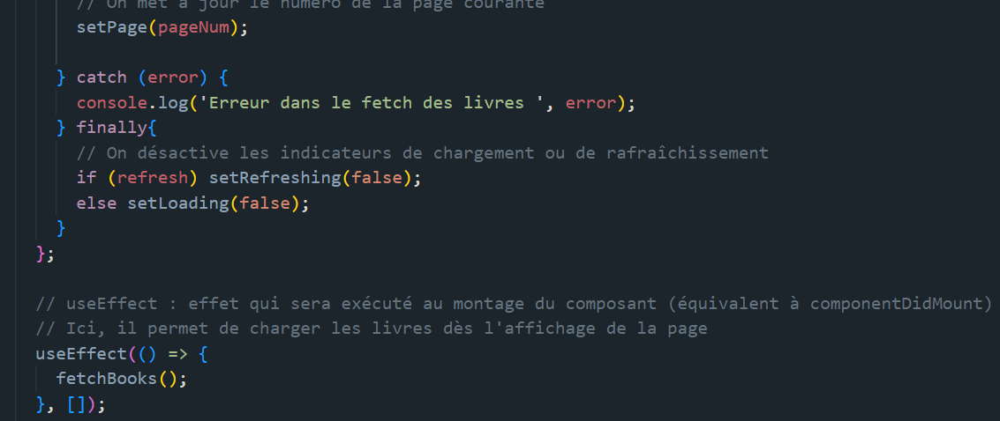 // On met à jour le numéro de la page courante
setPage(pageNum);
} catch (error) {
console.log('Erreur dans le fetch des livres ', error);
} finally{
// On désactive les indicateurs de chargement ou de rafraîchissement
if (refresh) setRefreshing(false);
else setLoading(false);
}
};
// useEffect : effet qui sera exécuté au montage du composant (équivalent à componentDidMount)
// Ici, il permet de charger les livres dès l'affichage de la page
useEffect(() => {
fetchBooks();
}, []);